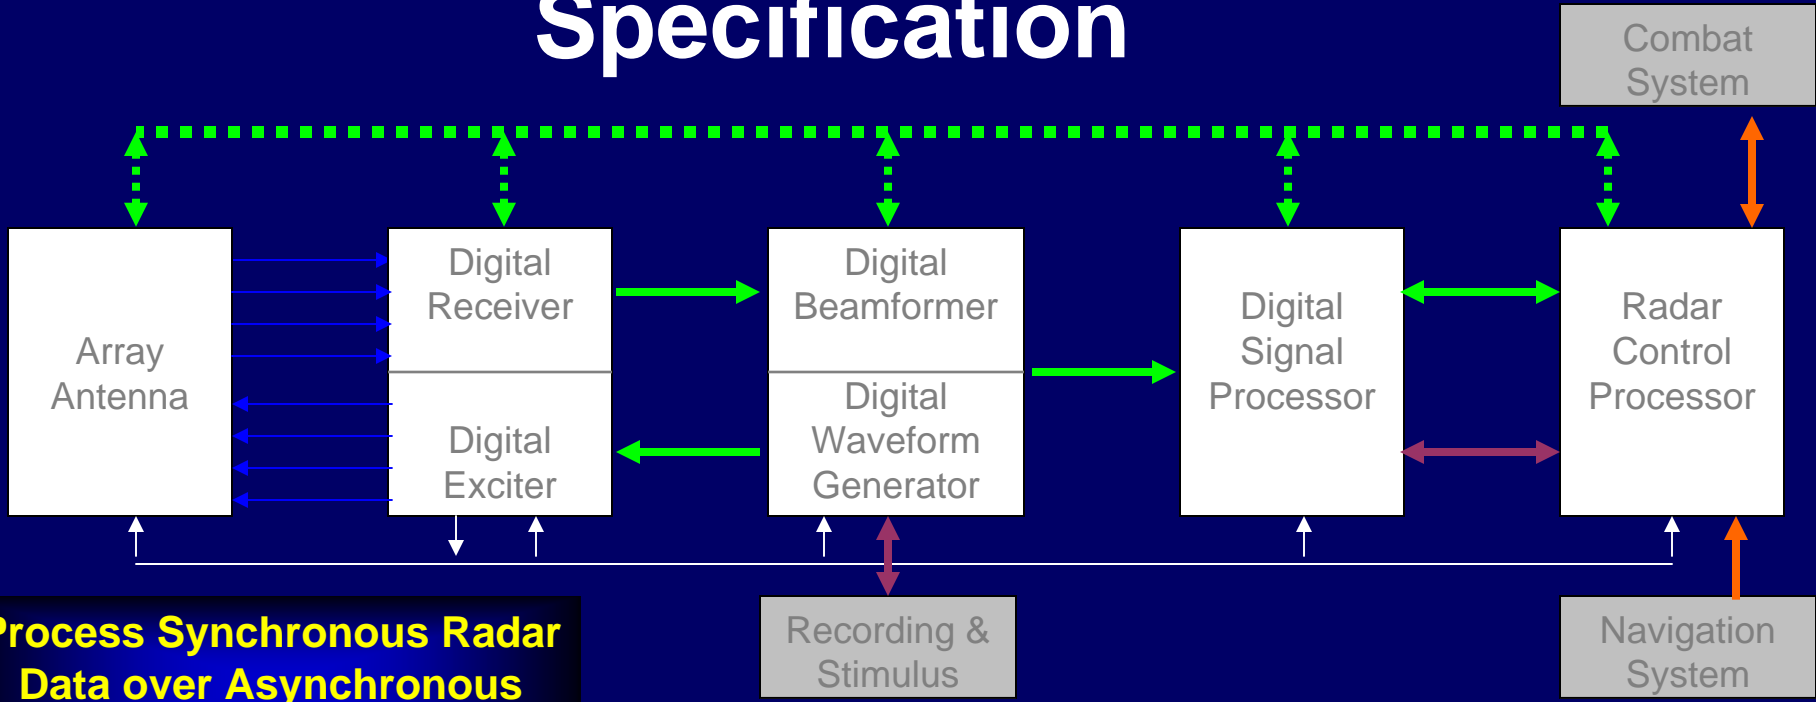 Specification
Combat
System
Array
Antenna
Digital
Receiver
Digital
Exciter
Digital
Beamformer
Digital
Waveform
Generator
Digital
Signal
Processor
Radar
Control
Processor
Process Synchronous Radar
Data over Asynchronous
Recording &
Stimulus
Navigation
System